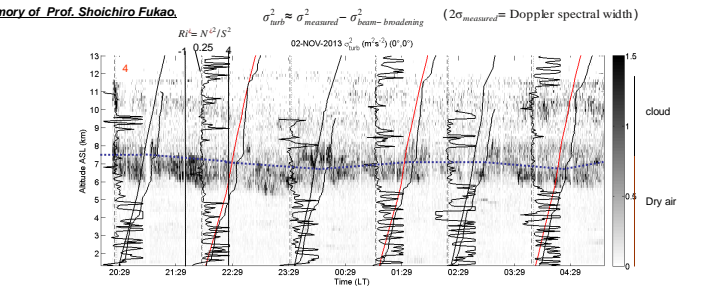 mory of Prof. Shoichiro Fukao.
σ²turb ≈ σ²measured − σ²beam−broadening (2σmeasured = Doppler spectral width)
Ri^s = N^s2/S²
-1 0.25 4
02-NOV-2013 σ²turb (m²s⁻²) (0°,0°)
4
Altitude ASL (km)
13
12
11
10
9
8
7
6
5
4
3
2
20:29 21:29 22:29 23:29 00:29 01:29 02:29 03:29 04:29
Time (LT)
1.5
1
0.5
0
cloud
Dry air